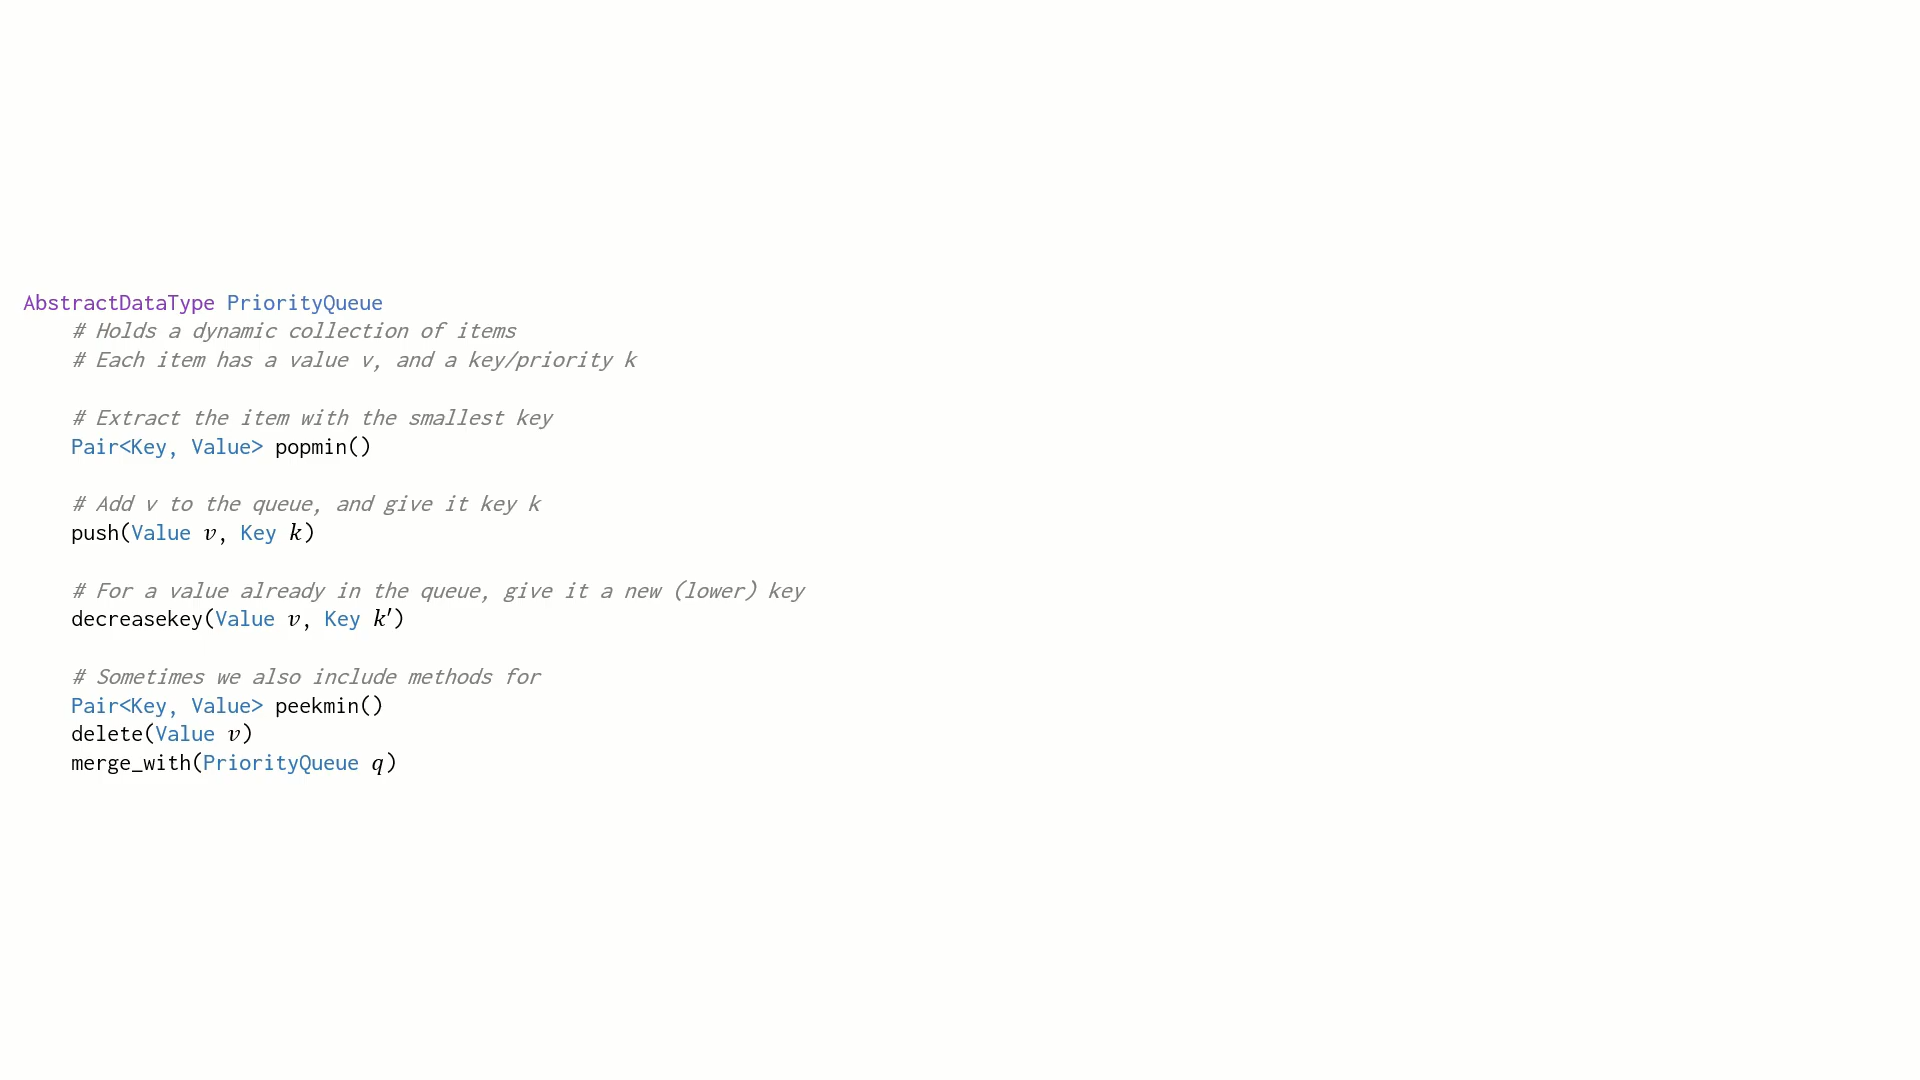 AbstractDataType PriorityQueue
# Holds a dynamic collection of items
# Each item has a value v, and a key/priority k
# Extract the item with the smallest key
Pair<Key, Value> popmin()
# Add v to the queue, and give it key k
push(Value v, Key k)
# For a value already in the queue, give it a new (lower) key
decreasekey(Value v, Key k′)
# Sometimes we also include methods for
Pair<Key, Value> peekmin()
delete(Value v)
merge_with(PriorityQueue q)